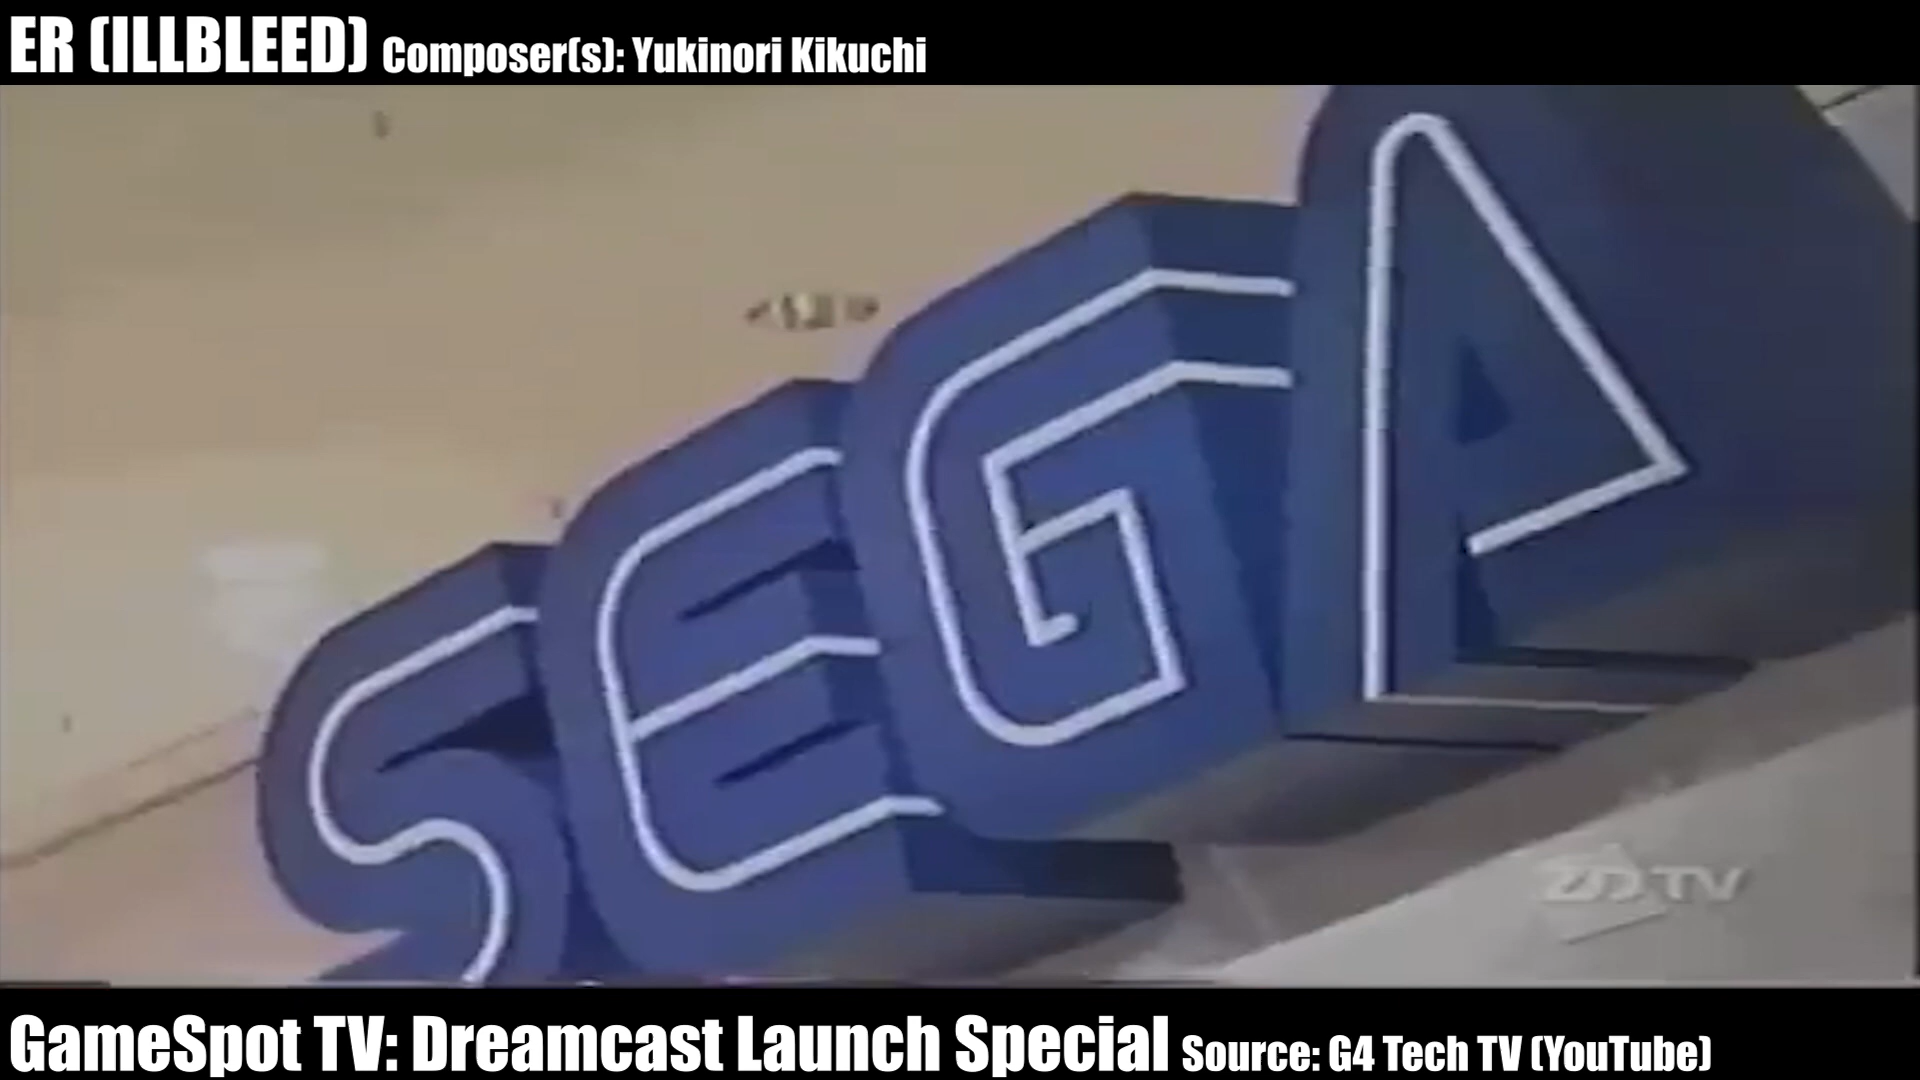 ER (ILLBLEED) Composer(s): Yukinori Kikuchi
SEGA
ZDTV
GameSpot TV: Dreamcast Launch Special Source: G4 Tech TV (YouTube)